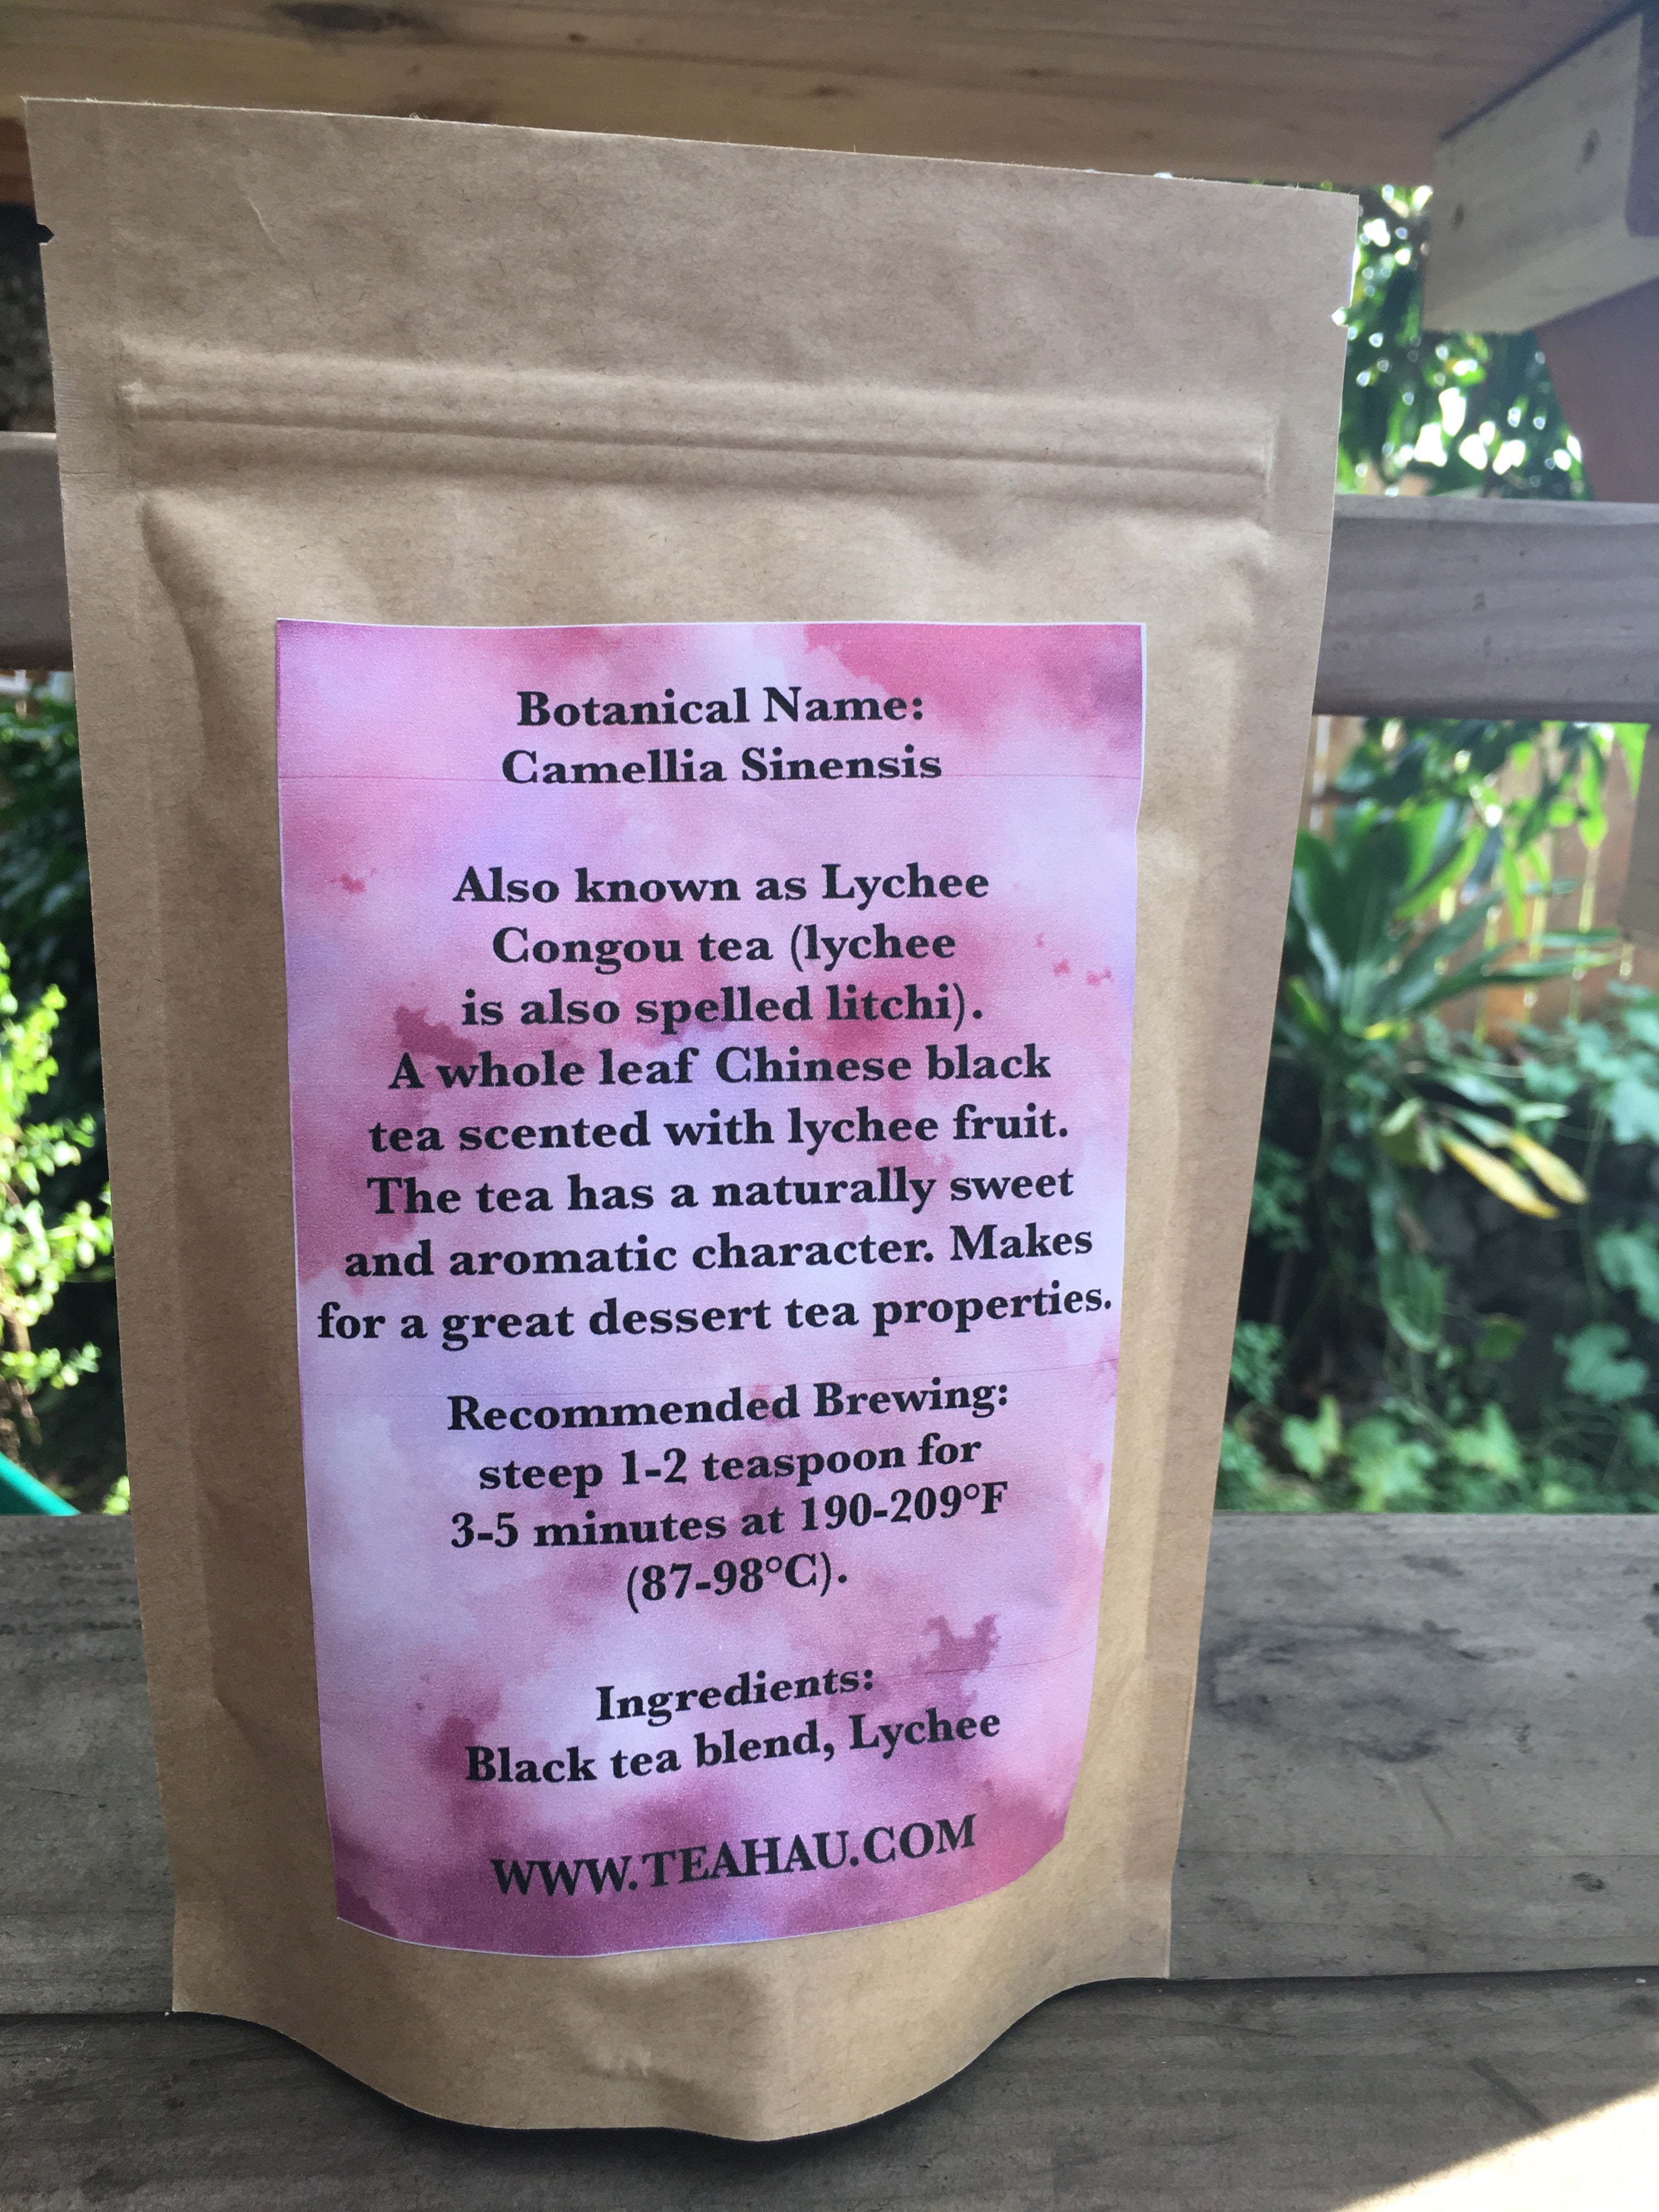 Botanical Name:
Camellia Sinensis
Also known as Lychee
Congou tea (lychee
is also spelled litchi).
A whole leaf Chinese black
tea scented with lychee fruit.
The tea has a naturally sweet
and aromatic character. Makes
for a great dessert tea properties.
Recommended Brewing:
steep 1-2 teaspoon for
3-5 minutes at 190-209°F
(87-98°C).
Ingredients:
Black tea blend, Lychee
WWW.TEAHAU.COM